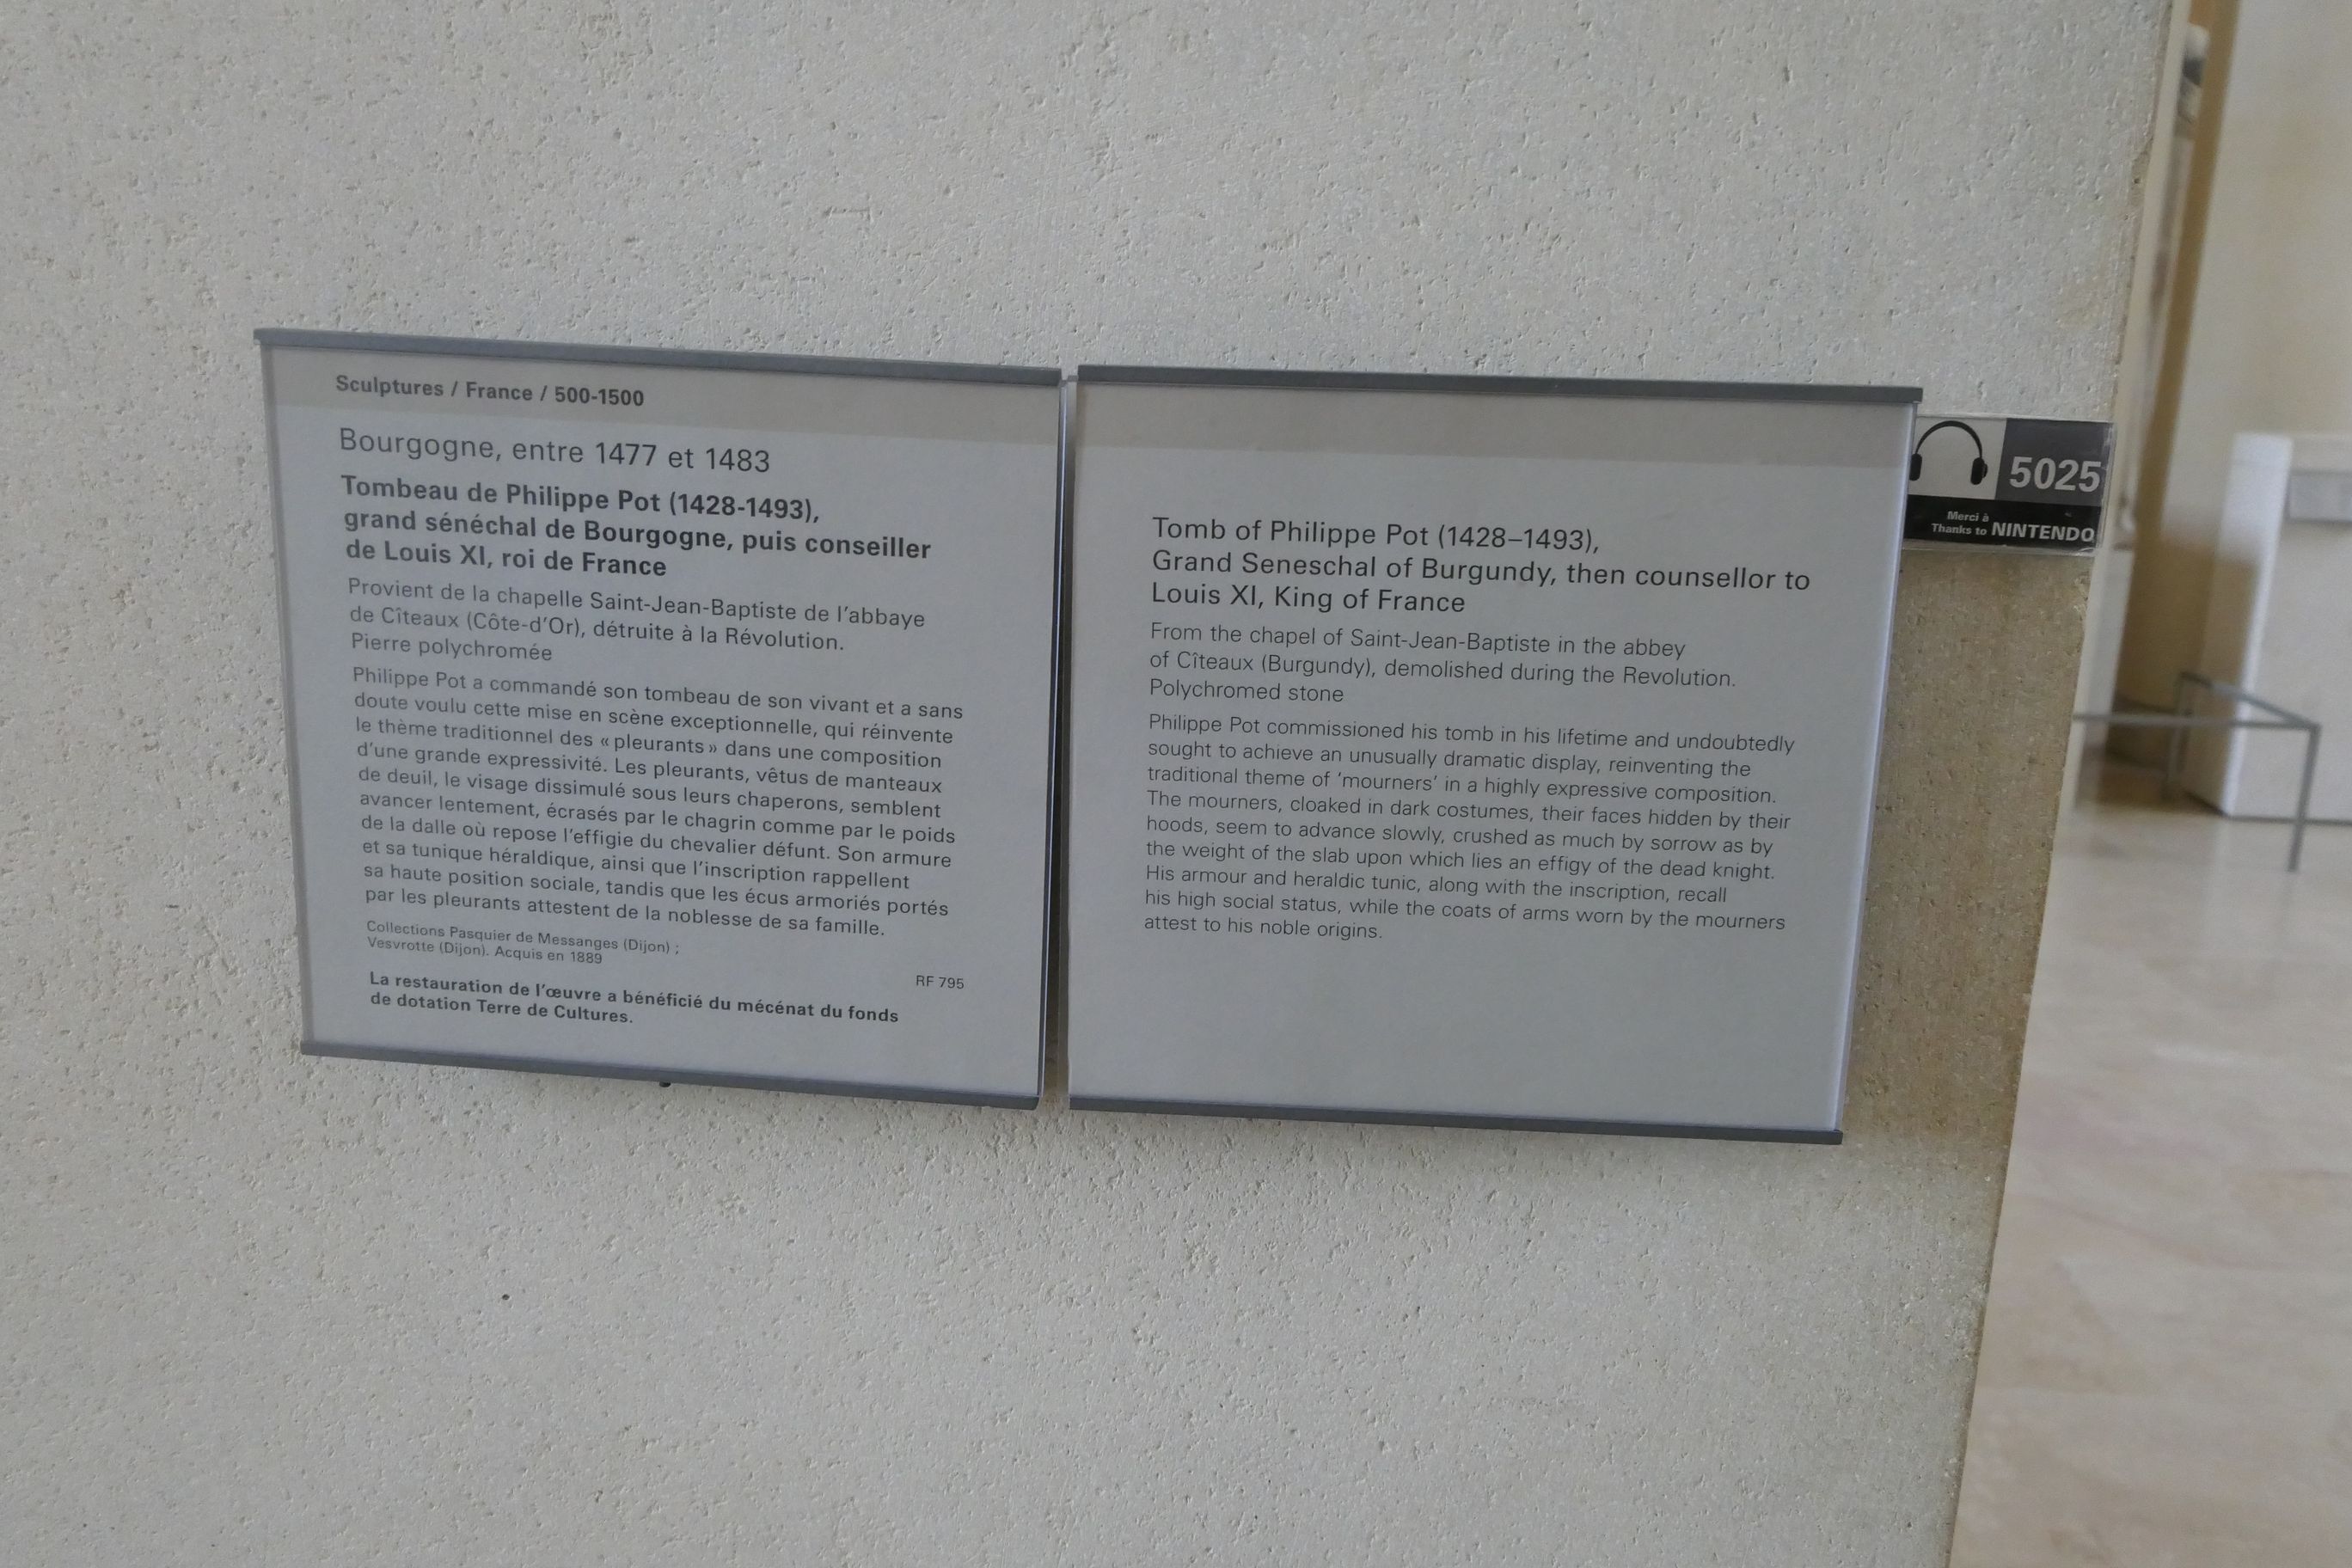 Sculptures / France / 500-1500
Bourgogne, entre 1477 et 1483
Tombeau de Philippe Pot (1428-1493),
grand sénéchal de Bourgogne, puis conseiller
de Louis XI, roi de France
Provient de la chapelle Saint-Jean-Baptiste de l'abbaye
de Cîteaux (Côte-d'Or), détruite à la Révolution.
Pierre polychromée
Philippe Pot a commandé son tombeau de son vivant et a sans
doute voulu cette mise en scène exceptionnelle, qui réinvente
le thème traditionnel des « pleurants » dans une composition
d'une grande expressivité. Les pleurants, vêtus de manteaux
de deuil, le visage dissimulé sous leurs chaperons, semblent
avancer lentement, écrasés par le chagrin comme par le poids
de la dalle où repose l'effigie du chevalier défunt. Son armure
et sa tunique héraldique, ainsi que l'inscription rappellent
sa haute position sociale, tandis que les écus armoriés portés
par les pleurants attestent de la noblesse de sa famille.
Collections Pasquier de Messanges (Dijon) ;
Vesvrotte (Dijon). Acquis en 1889
RF 795
La restauration de l'œuvre a bénéficié du mécénat du fonds
de dotation Terre de Cultures.
Tomb of Philippe Pot (1428–1493),
Grand Seneschal of Burgundy, then counsellor to
Louis XI, King of France
From the chapel of Saint-Jean-Baptiste in the abbey
of Cîteaux (Burgundy), demolished during the Revolution.
Polychromed stone
Philippe Pot commissioned his tomb in his lifetime and undoubtedly
sought to achieve an unusually dramatic display, reinventing the
traditional theme of 'mourners' in a highly expressive composition.
The mourners, cloaked in dark costumes, their faces hidden by their
hoods, seem to advance slowly, crushed as much by sorrow as by
the weight of the slab upon which lies an effigy of the dead knight.
His armour and heraldic tunic, along with the inscription, recall
his high social status, while the coats of arms worn by the mourners
attest to his noble origins.
5025
Merci à
Thanks to NINTENDO